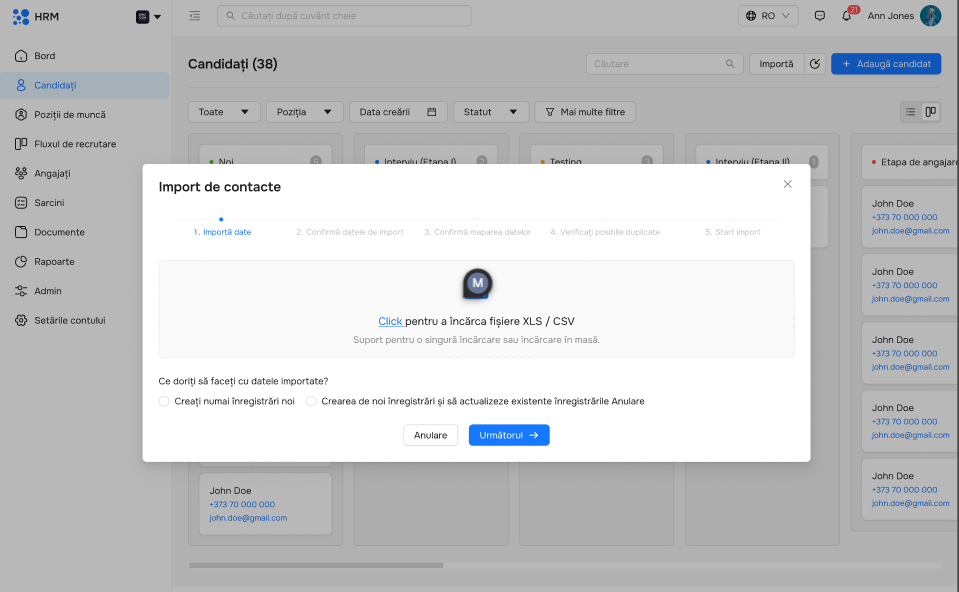 HRM
Căutați după cuvânt cheie
RO
21
Ann Jones
Bord
Candidați
Poziții de muncă
Fluxul de recrutare
Angajați
Sarcini
Documente
Rapoarte
Admin
Setările contului
Candidați (38)
Căutare
Importă
+ Adaugă candidat
Toate
Poziția
Data creării
Statut
Mai multe filtre
Noi
Interviu (Etapa I)
Testing
Interviu (Etapa II)
1
Etapa de angajare
John Doe
+373 70 000 000
john.doe@gmail.com
John Doe
+373 70 000 000
john.doe@gmail.com
John Doe
+373 70 000 000
john.doe@gmail.com
John Doe
+373 70 000 000
john.doe@gmail.com
John Doe
+373 70 000 000
john.doe@gmail.com
Import de contacte
1. Importă date
2. Confirmă datele de import
3. Confirmă maparea datelor
4. Verificați posibile duplicate
5. Start import
M
Click pentru a încărca fișiere XLS / CSV
Suport pentru o singură încărcare sau încărcare în masă.
Ce doriți să faceți cu datele importate?
Creați numai înregistrări noi
Crearea de noi înregistrări și să actualizeze existente înregistrările Anulare
Anulare
Următorul
John Doe
+373 70 000 000
john.doe@gmail.com